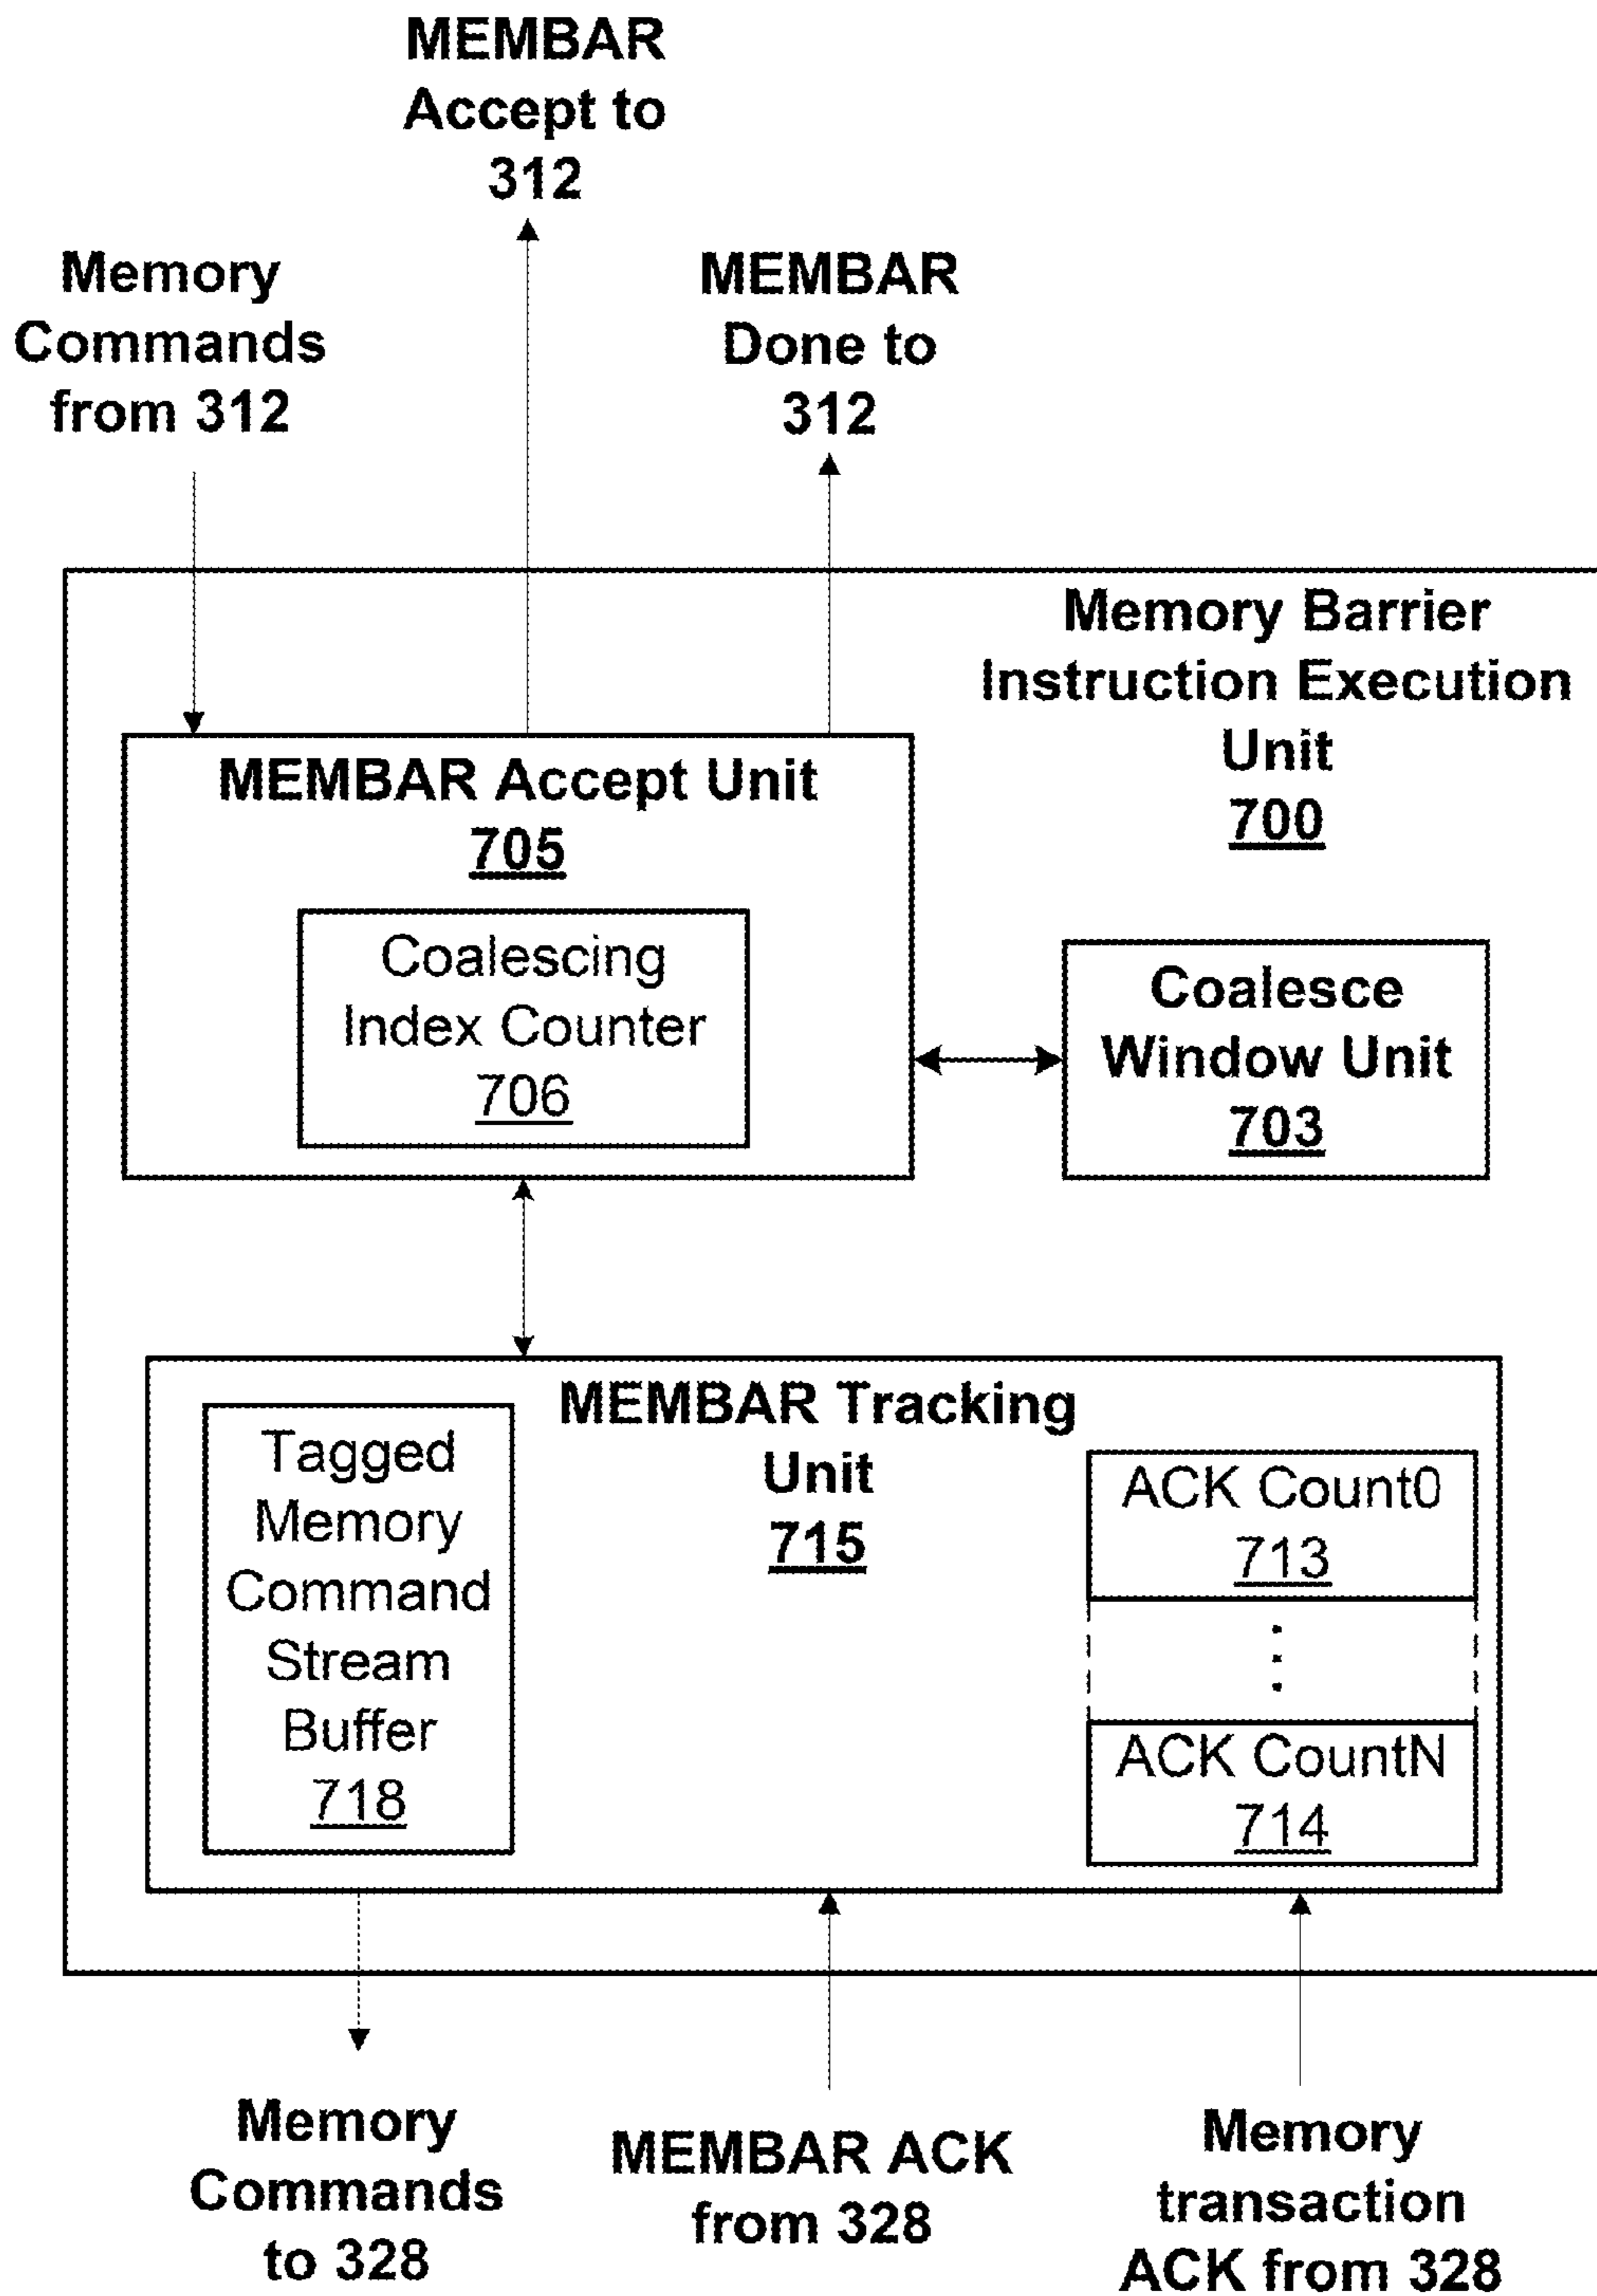 MEMBAR
Accept to
312
Memory
Commands
from 312
MEMBAR
Done to
312
Memory Barrier
Instruction Execution
Unit
700
MEMBAR Accept Unit
705
Coalescing
Index Counter
706
Coalesce
Window Unit
703
MEMBAR Tracking
Unit
715
Tagged
Memory
Command
Stream
Buffer
718
ACK Count0
713
ACK CountN
714
Memory
Commands
to 328
MEMBAR ACK
from 328
Memory
transaction
ACK from 328